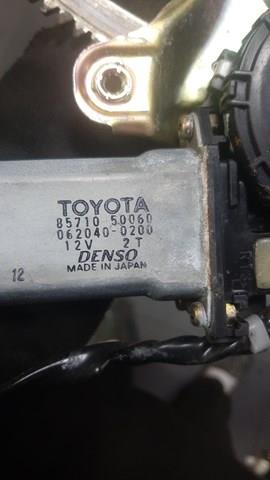 TOYOTA
85710 50060
062040-0200
12V 2T
DENSO
MADE IN JAPAN
12